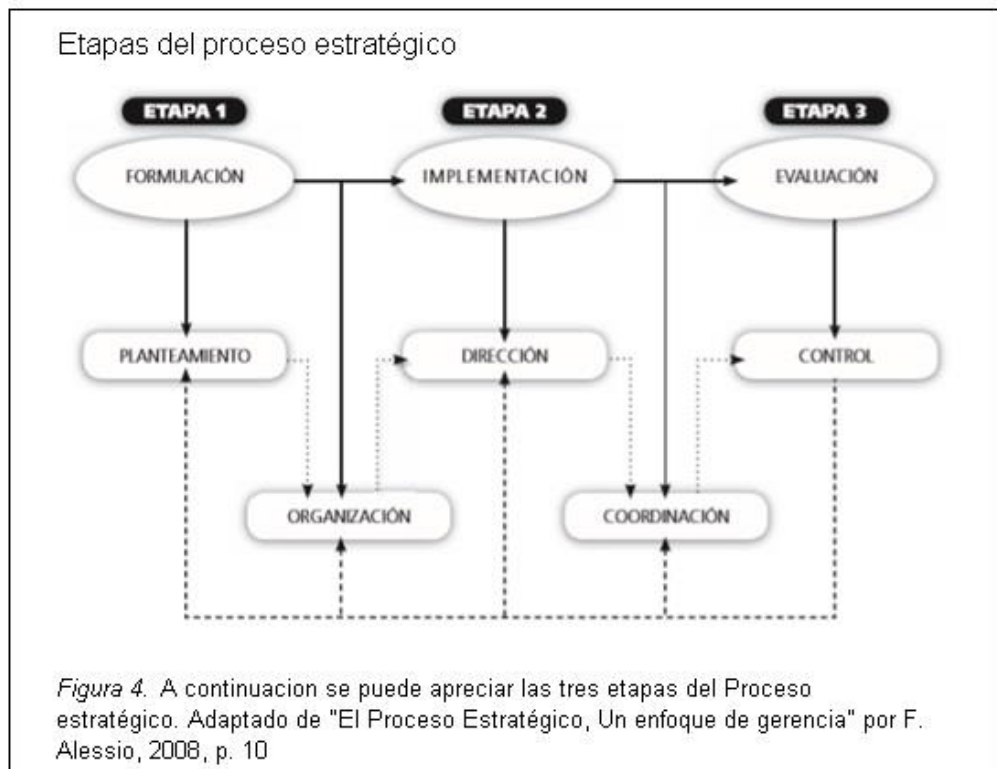 Etapas del proceso estratégico
ETAPA 1
ETAPA 2
ETAPA 3
FORMULACIÓN
IMPLEMENTACIÓN
EVALUACIÓN
PLANTEAMIENTO
DIRECCIÓN
CONTROL
ORGANIZACIÓN
COORDINACIÓN
Figura 4. A continuacion se puede apreciar las tres etapas del Proceso
estratégico. Adaptado de "El Proceso Estratégico, Un enfoque de gerencia" por F.
Alessio, 2008, p. 10